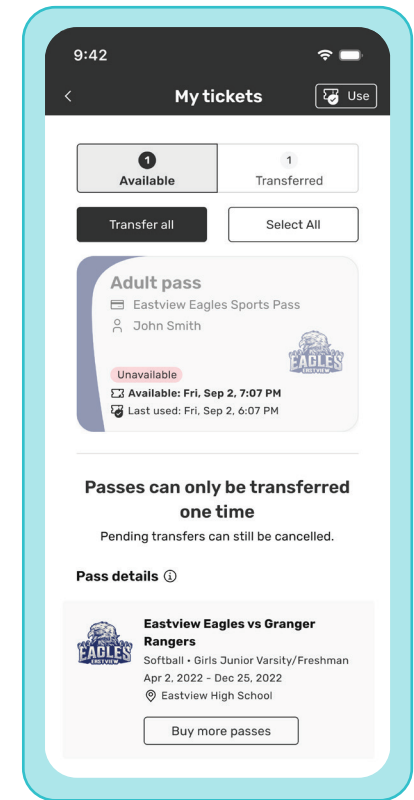 9:42
My tickets
Use
1
Available
1
Transferred
Transfer all
Select All
Adult pass
Eastview Eagles Sports Pass
John Smith
EAGLES
EASTVIEW
Unavailable
Available: Fri, Sep 2, 7:07 PM
Last used: Fri, Sep 2, 6:07 PM
Passes can only be transferred
one time
Pending transfers can still be cancelled.
Pass details
Eastview Eagles vs Granger
Rangers
EAGLES
EASTVIEW
Softball • Girls Junior Varsity/Freshman
Apr 2, 2022 - Dec 25, 2022
Eastview High School
Buy more passes